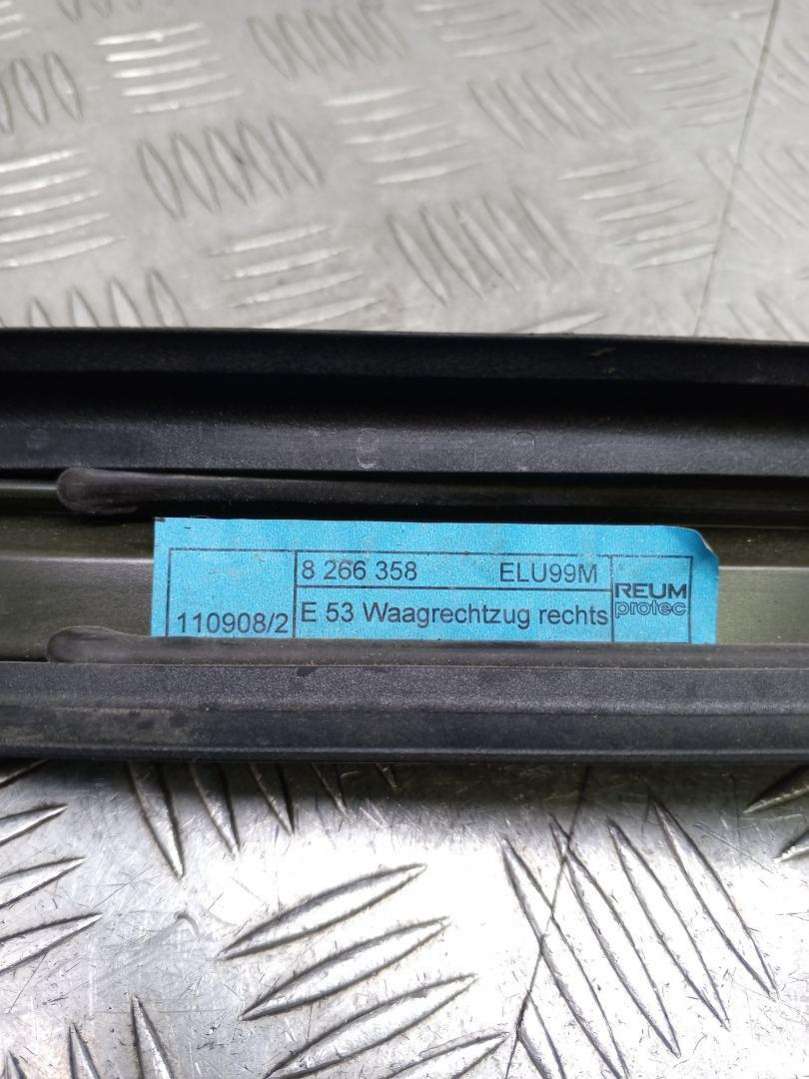 8 266 358 ELU99M
110908/2
E 53 Waagrechtzug rechts
REUM
protec